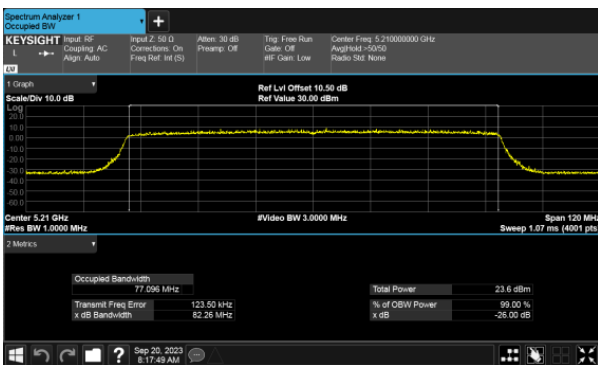 Spectrum Analyzer 1
Occupied BW
+
KEYSIGHT Input: RF Input Z: 50 Ω Atten: 30 dB Trig: Free Run Center Freq: 5.210000000 GHz
Coupling: AC Corrections: On Preamp: Off Gate: Off Avg|Hold:>50/50
Align: Auto Freq Ref: Int (S) #IF Gain: Low Radio Std: None
L
LXI
1 Graph
Ref Lvl Offset 10.50 dB
Scale/Div 10.0 dB Ref Value 30.00 dBm
Log
20.0
10.0
0.00
-10.0
-20.0
-30.0
-40.0
-50.0
-60.0
Center 5.21 GHz #Video BW 3.0000 MHz Span 120 MHz
#Res BW 1.0000 MHz Sweep 1.07 ms (4001 pts
2 Metrics
Occupied Bandwidth
77.096 MHz Total Power 23.6 dBm
Transmit Freq Error 123.50 kHz % of OBW Power 99.00 %
x dB Bandwidth 82.26 MHz x dB -26.00 dB
? Sep 20, 2023
8:17:49 AM